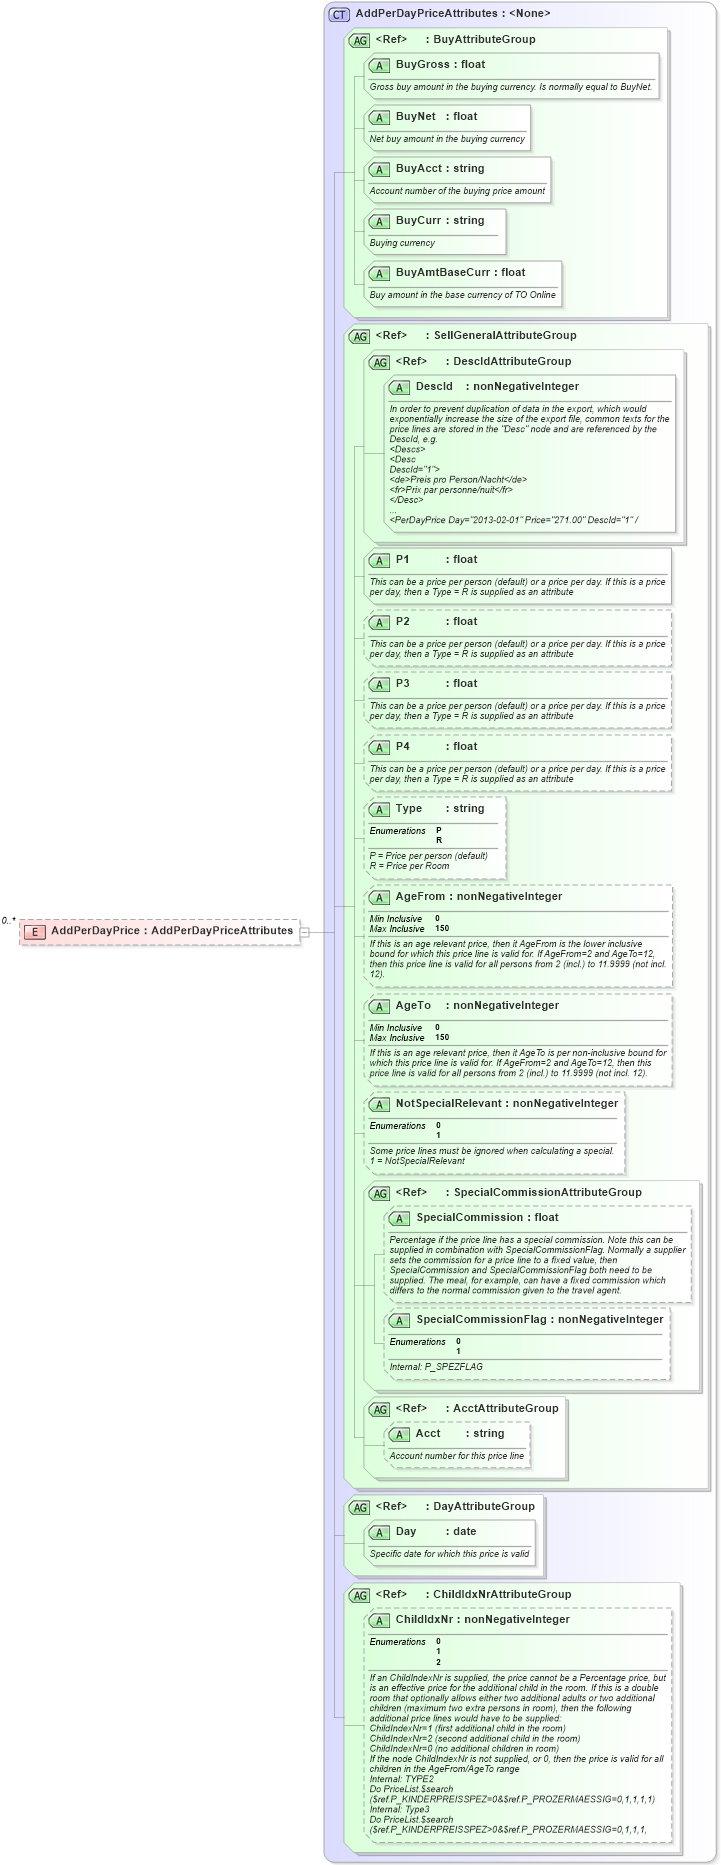 CT AddPerDayPriceAttributes : <None>
AG <Ref> : BuyAttributeGroup
A BuyGross : float
Gross buy amount in the buying currency. Is normally equal to BuyNet.
A BuyNet : float
Net buy amount in the buying currency
A BuyAcct : string
Account number of the buying price amount
A BuyCurr : string
Buying currency
A BuyAmtBaseCurr : float
Buy amount in the base currency of TO Online
AG <Ref> : SellGeneralAttributeGroup
AG <Ref> : DescIdAttributeGroup
A DescId : nonNegativeInteger
In order to prevent duplication of data in the export, which would
exponentially increase the size of the export file, common texts for the
price lines are stored in the "Desc" node and are referenced by the
DescId, e.g.
<Descs>
<Desc
DescId="1">
<de>Preis pro Person/Nacht</de>
<fr>Prix par personne/nuit</fr>
</Desc>
...
<PerDayPrice Day="2013-02-01" Price="271.00" DescId="1" /
A P1 : float
This can be a price per person (default) or a price per day. If this is a price
per day, then a Type = R is supplied as an attribute
A P2 : float
This can be a price per person (default) or a price per day. If this is a price
per day, then a Type = R is supplied as an attribute
A P3 : float
This can be a price per person (default) or a price per day. If this is a price
per day, then a Type = R is supplied as an attribute
A P4 : float
This can be a price per person (default) or a price per day. If this is a price
per day, then a Type = R is supplied as an attribute
A Type : string
Enumerations P
R
P = Price per person (default)
R = Price per Room
0..*
E AddPerDayPrice : AddPerDayPriceAttributes
A AgeFrom : nonNegativeInteger
Min Inclusive 0
Max Inclusive 150
If this is an age relevant price, then it AgeFrom is the lower inclusive
bound for which this price line is valid for. If AgeFrom=2 and AgeTo=12,
then this price line is valid for all persons from 2 (incl.) to 11.9999 (not incl.
12).
A AgeTo : nonNegativeInteger
Min Inclusive 0
Max Inclusive 150
If this is an age relevant price, then it AgeTo is per non-inclusive bound for
which this price line is valid for. If AgeFrom=2 and AgeTo=12, then this
price line is valid for all persons from 2 (incl.) to 11.9999 (not incl. 12).
A NotSpecialRelevant : nonNegativeInteger
Enumerations 0
1
Some price lines must be ignored when calculating a special.
1 = NotSpecialRelevant
AG <Ref> : SpecialCommissionAttributeGroup
A SpecialCommission : float
Percentage if the price line has a special commission. Note this can be
supplied in combination with SpecialCommissionFlag. Normally a supplier
sets the commission for a price line to a fixed value, then
SpecialCommission and SpecialCommissionFlag both need to be
supplied. The meal, for example, can have a fixed commission which
differs to the normal commission given to the travel agent.
A SpecialCommissionFlag : nonNegativeInteger
Enumerations 0
1
Internal: P_SPEZFLAG
AG <Ref> : AcctAttributeGroup
A Acct : string
Account number for this price line
AG <Ref> : DayAttributeGroup
A Day : date
Specific date for which this price is valid
AG <Ref> : ChildIdxNrAttributeGroup
A ChildIdxNr : nonNegativeInteger
Enumerations 0
1
2
If an ChildIndexNr is supplied, the price cannot be a Percentage price, but
is an effective price for the additional child in the room. If this is a double
room that optionally allows either two additional adults or two additional
children (maximum two extra persons in room), then the following
additional price lines would have to be supplied:
ChildIndexNr=1 (first additional child in the room)
ChildIndexNr=2 (second additional child in the room)
ChildIndexNr=0 (no additional children in room)
If the node ChildIndexNr is not supplied, or 0, then the price is valid for all
children in the AgeFrom/AgeTo range
Internal: TYPE2
Do PriceList.$search
($ref.P_KINDERPREISSPEZ=0&$ref.P_PROZERMAESSIG=0,1,1,1,1)
Internal: Type3
Do PriceList.$search
($ref.P_KINDERPREISSPEZ>0&$ref.P_PROZERMAESSIG=0,1,1,1,